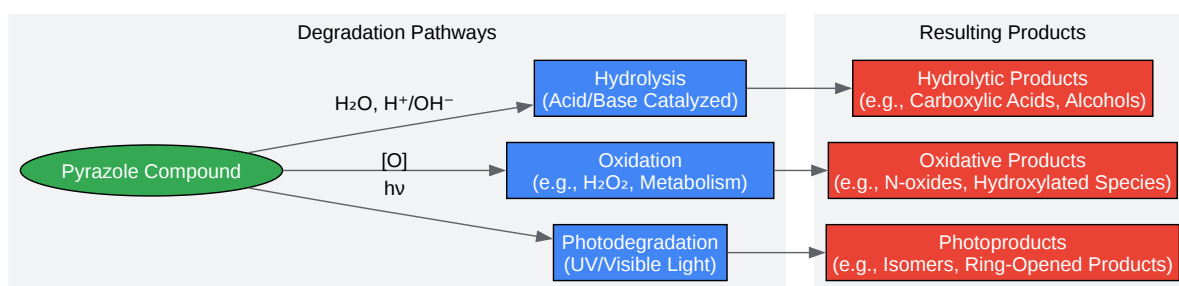 Degradation Pathways
Resulting Products
Hydrolysis
(Acid/Base Catalyzed)
Hydrolytic Products
(e.g., Carboxylic Acids, Alcohols)
H₂O, H⁺/OH⁻
Pyrazole Compound
[O]
hν
Oxidation
(e.g., H₂O₂, Metabolism)
Oxidative Products
(e.g., N-oxides, Hydroxylated Species)
Photodegradation
(UV/Visible Light)
Photoproducts
(e.g., Isomers, Ring-Opened Products)